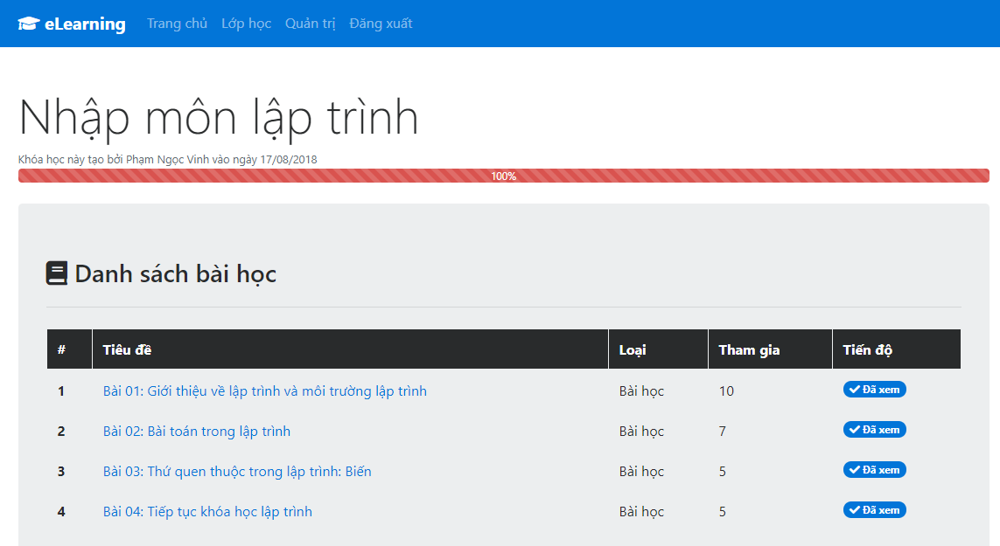 eLearning Trang chủ Lớp học Quản trị Đăng xuất
Nhập môn lập trình
Khóa học này tạo bởi Phạm Ngọc Vinh vào ngày 17/08/2018
100%
Danh sách bài học
# Tiêu đề Loại Tham gia Tiến độ
1 Bài 01: Giới thiệu về lập trình và môi trường lập trình Bài học 10 Đã xem
2 Bài 02: Bài toán trong lập trình Bài học 7 Đã xem
3 Bài 03: Thứ quen thuộc trong lập trình: Biến Bài học 5 Đã xem
4 Bài 04: Tiếp tục khóa học lập trình Bài học 5 Đã xem